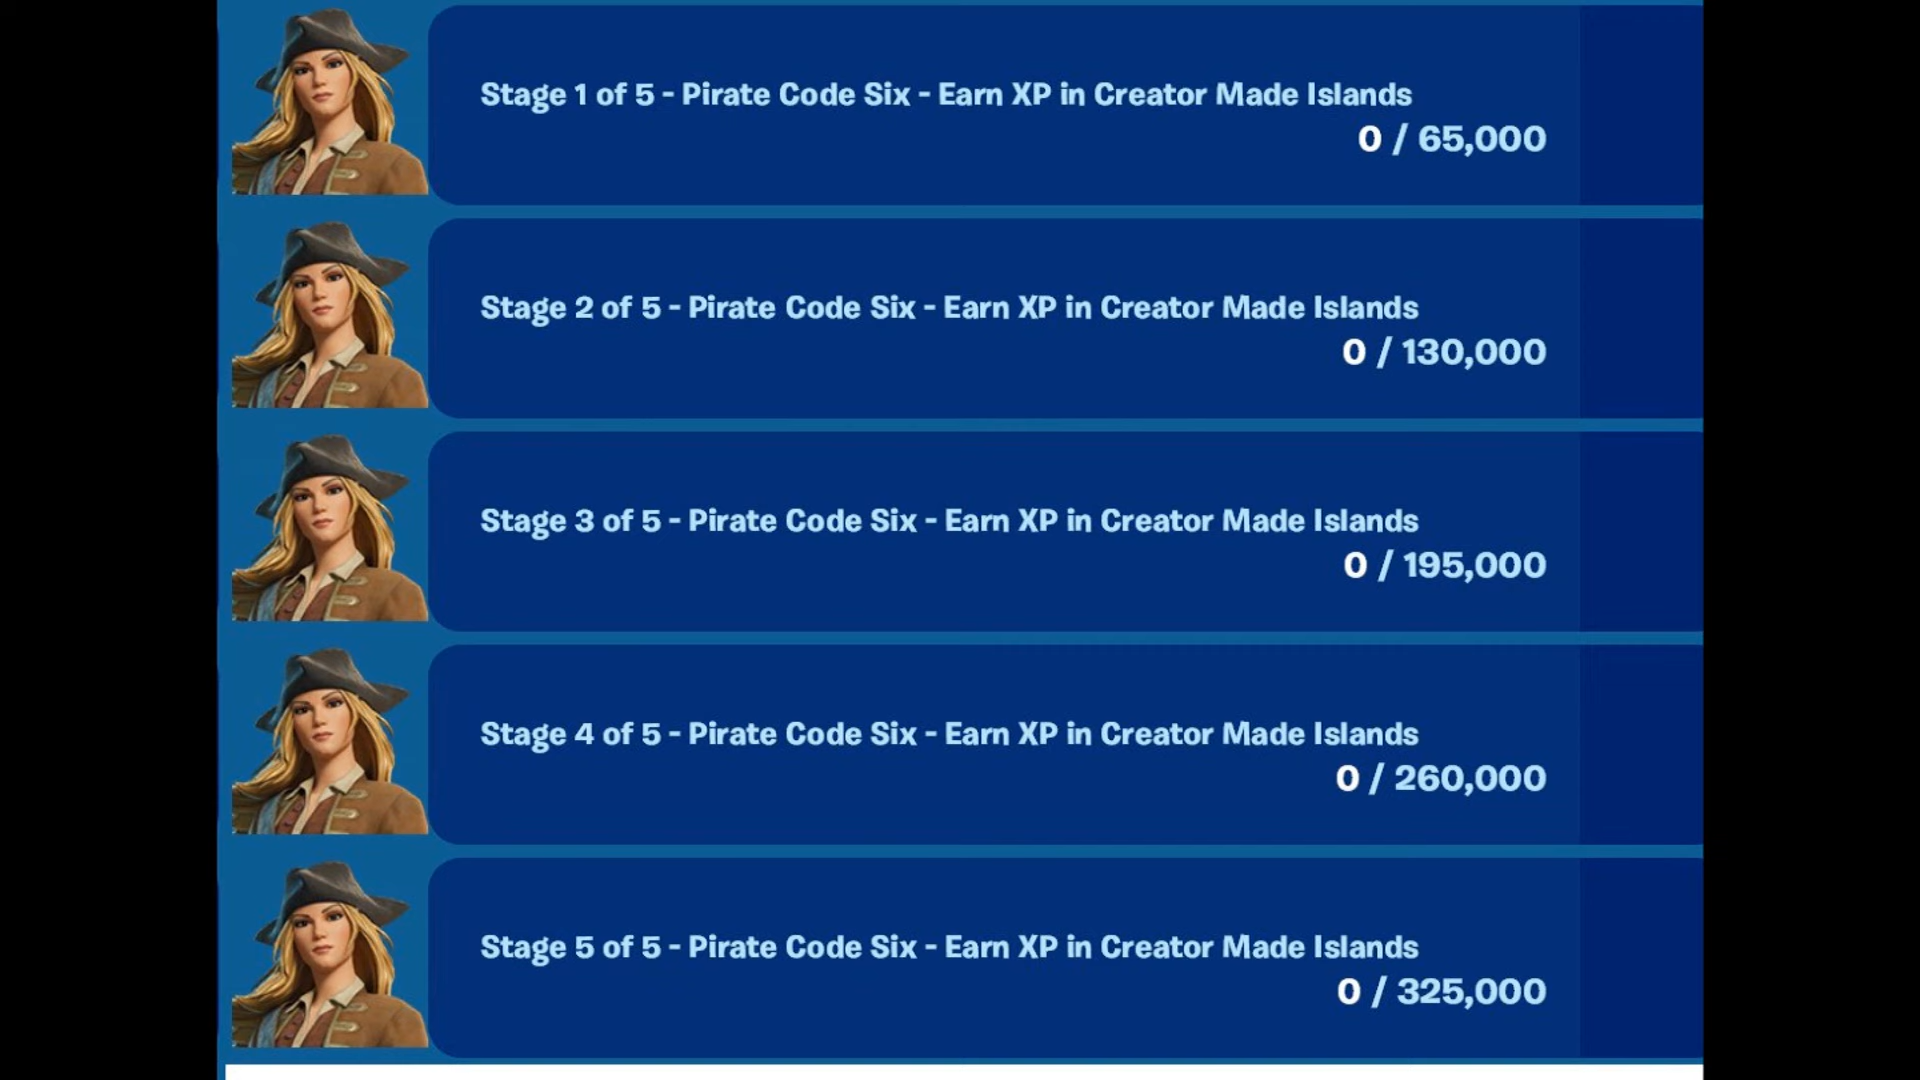 Stage 1 of 5 - Pirate Code Six - Earn XP in Creator Made Islands
0 / 65,000
Stage 2 of 5 - Pirate Code Six - Earn XP in Creator Made Islands
0 / 130,000
Stage 3 of 5 - Pirate Code Six - Earn XP in Creator Made Islands
0 / 195,000
Stage 4 of 5 - Pirate Code Six - Earn XP in Creator Made Islands
0 / 260,000
Stage 5 of 5 - Pirate Code Six - Earn XP in Creator Made Islands
0 / 325,000